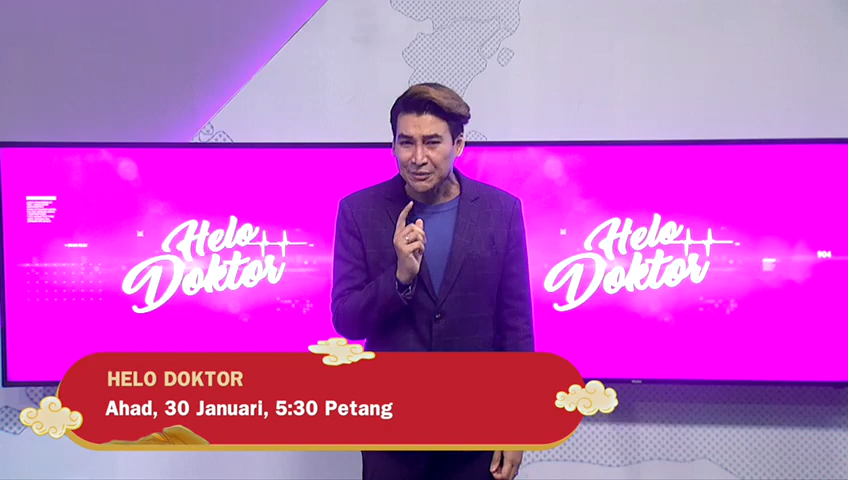 Helo
Doktor
Helo
Doktor
HELO DOKTOR
Ahad, 30 Januari, 5:30 Petang